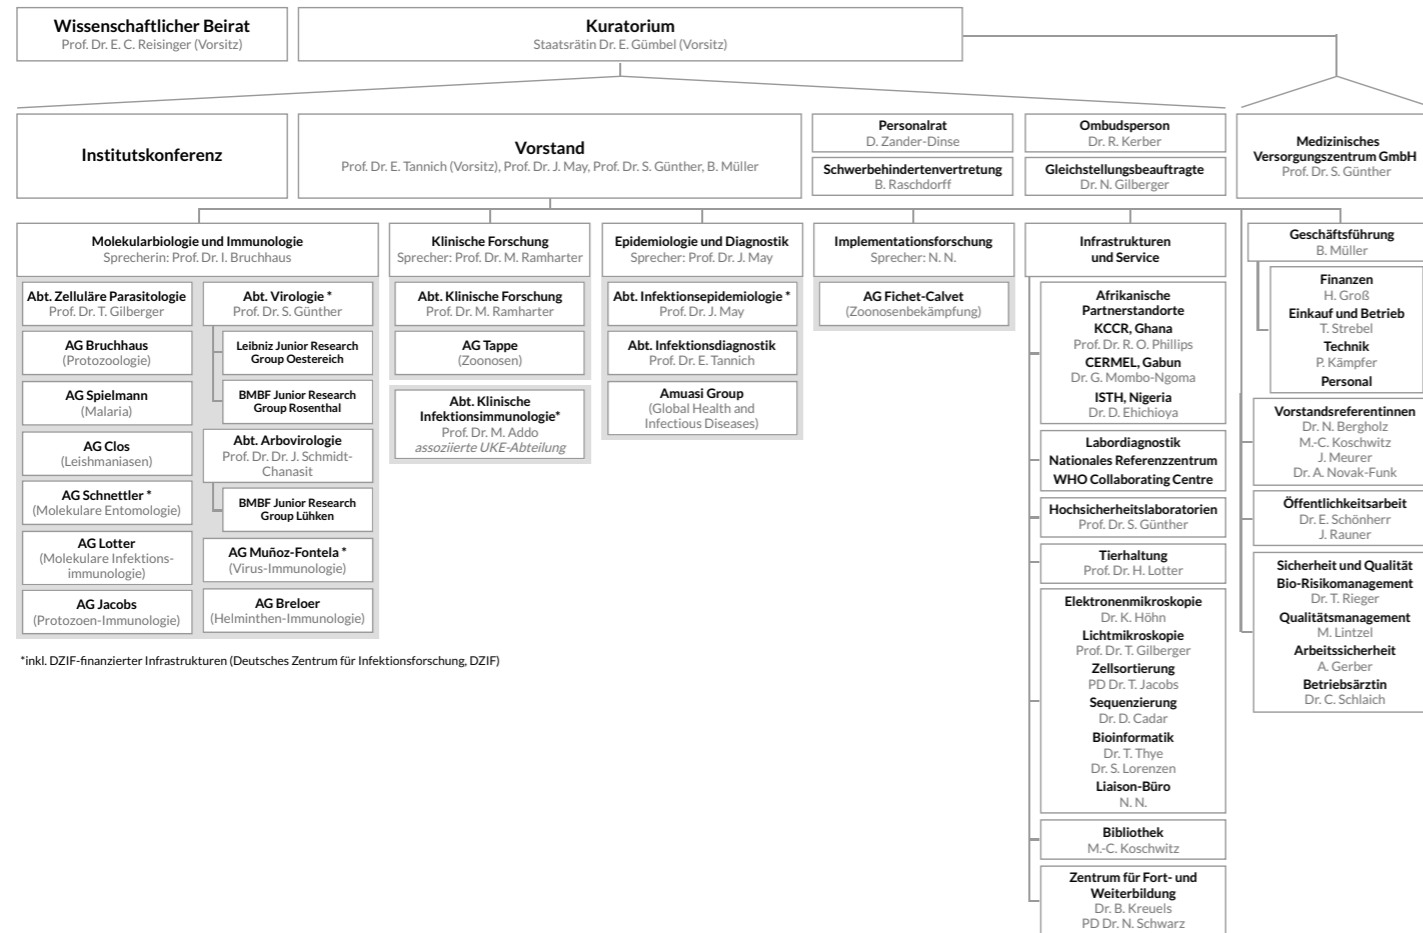 Wissenschaftlicher Beirat
Prof. Dr. E. C. Reisinger (Vorsitz)
Kuratorium
Staatsrätin Dr. E. Gümbel (Vorsitz)
Institutskonferenz
Vorstand
Prof. Dr. E. Tannich (Vorsitz), Prof. Dr. J. May, Prof. Dr. S. Günther, B. Müller
Personalrat
D. Zander-Dinse
Schwerbehindertenvertretung
B. Raschdorff
Ombudsperson
Dr. R. Kerber
Gleichstellungsbeauftragte
Dr. N. Gilberger
Medizinisches
Versorgungszentrum GmbH
Prof. Dr. S. Günther
Molekularbiologie und Immunologie
Sprecherin: Prof. Dr. I. Bruchhaus
Abt. Zelluläre Parasitologie
Prof. Dr. T. Gilberger
AG Bruchhaus
(Protozoologie)
AG Spielmann
(Malaria)
AG Clos
(Leishmaniasen)
AG Schnettler *
(Molekulare Entomologie)
AG Lotter
(Molekulare Infektions-
immunologie)
AG Jacobs
(Protozoen-Immunologie)
Abt. Virologie *
Prof. Dr. S. Günther
Leibniz Junior Research
Group Oestereich
BMBF Junior Research
Group Rosenthal
Abt. Arbovirologie
Prof. Dr. Dr. J. Schmidt-
Chanasit
BMBF Junior Research
Group Lühken
AG Muñoz-Fontela *
(Virus-Immunologie)
AG Breloer
(Helminthen-Immunologie)
Klinische Forschung
Sprecher: Prof. Dr. M. Ramharter
Abt. Klinische Forschung
Prof. Dr. M. Ramharter
AG Tappe
(Zoonosen)
Abt. Klinische
Infektionsimmunologie*
Prof. Dr. M. Addo
assoziierte UKE-Abteilung
Epidemiologie und Diagnostik
Sprecher: Prof. Dr. J. May
Abt. Infektionsepidemiologie *
Prof. Dr. J. May
Abt. Infektionsdiagnostik
Prof. Dr. E. Tannich
Amuasi Group
(Global Health and
Infectious Diseases)
Implementationsforschung
Sprecher: N. N.
AG Fichet-Calvet
(Zoonosenbekämpfung)
Infrastrukturen
und Service
Afrikanische
Partnerstandorte
KCCR, Ghana
Prof. Dr. R. O. Phillips
CERMEL, Gabun
Dr. G. Mombo-Ngoma
ISTH, Nigeria
Dr. D. Ehichioya
Labordiagnostik
Nationales Referenzzentrum
WHO Collaborating Centre
Hochsicherheitslaboratorien
Prof. Dr. S. Günther
Tierhaltung
Prof. Dr. H. Lotter
Elektronenmikroskopie
Dr. K. Höhn
Lichtmikroskopie
Prof. Dr. T. Gilberger
Zellsortierung
PD Dr. T. Jacobs
Sequenzierung
Dr. D. Cadar
Bioinformatik
Dr. T. Thye
Dr. S. Lorenzen
Liaison-Büro
N. N.
Bibliothek
M.-C. Koschwitz
Zentrum für Fort- und
Weiterbildung
Dr. B. Kreuels
PD Dr. N. Schwarz
Geschäftsführung
B. Müller
Finanzen
H. Groß
Einkauf und Betrieb
T. Strebel
Technik
P. Kämpfer
Personal
Vorstandsreferentinnen
Dr. N. Bergholz
M.-C. Koschwitz
J. Meurer
Dr. A. Novak-Funk
Öffentlichkeitsarbeit
Dr. E. Schönherr
J. Rauner
Sicherheit und Qualität
Bio-Risikomanagement
Dr. T. Rieger
Qualitätsmanagement
M. Lintzel
Arbeitssicherheit
A. Gerber
Betriebsärztin
Dr. C. Schlaich
*inkl. DZIF-finanzierter Infrastrukturen (Deutsches Zentrum für Infektionsforschung, DZIF)